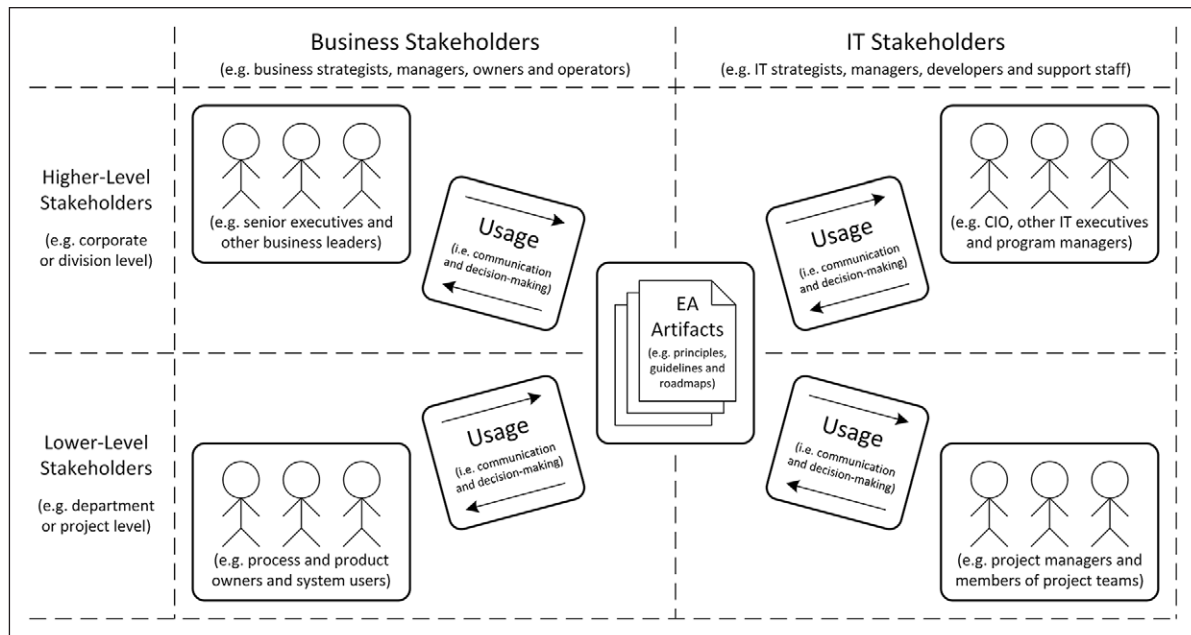 Business Stakeholders
(e.g. business strategists, managers, owners and operators)
IT Stakeholders
(e.g. IT strategists, managers, developers and support staff)
Higher-Level
Stakeholders
(e.g. corporate
or division level)
(e.g. senior executives and
other business leaders)
Usage
(i.e. communication
and decision-making)
Usage
(i.e. communication
and decision-making)
(e.g. CIO, other IT executives
and program managers)
EA
Artifacts
(e.g. principles,
guidelines and
roadmaps)
Lower-Level
Stakeholders
(e.g. department
or project level)
(e.g. process and product
owners and system users)
Usage
(i.e. communication
and decision-making)
Usage
(i.e. communication
and decision-making)
(e.g. project managers and
members of project teams)